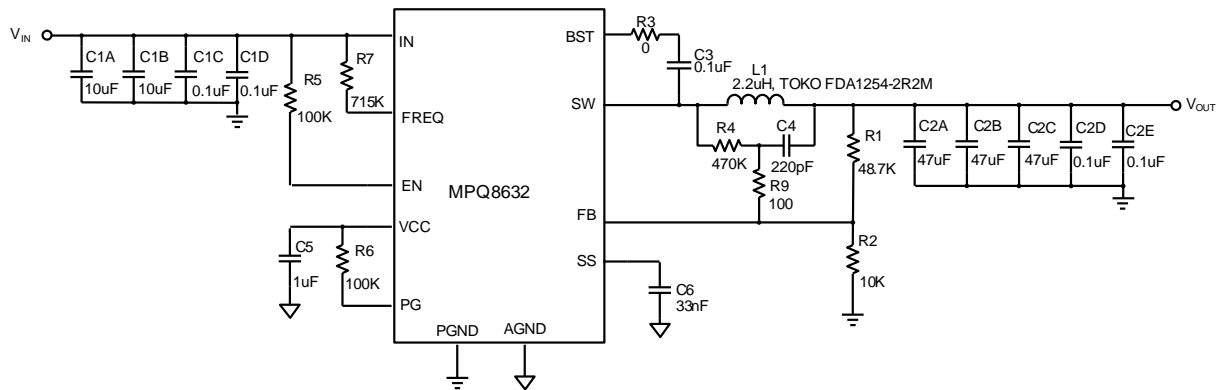 V_IN
C1A
10uF
C1B
10uF
C1C
0.1uF
C1D
0.1uF
R5
100K
R7
715K
IN
FREQ
EN
VCC
PG
C5
1uF
R6
100K
MPQ8632
PGND
AGND
BST
SW
FB
SS
R3
0
C3
0.1uF
L1
2.2uH, TOKO FDA1254-2R2M
R4
470K
C4
220pF
R9
100
R1
48.7K
R2
10K
C6
33nF
C2A
47uF
C2B
47uF
C2C
47uF
C2D
0.1uF
C2E
0.1uF
V_OUT